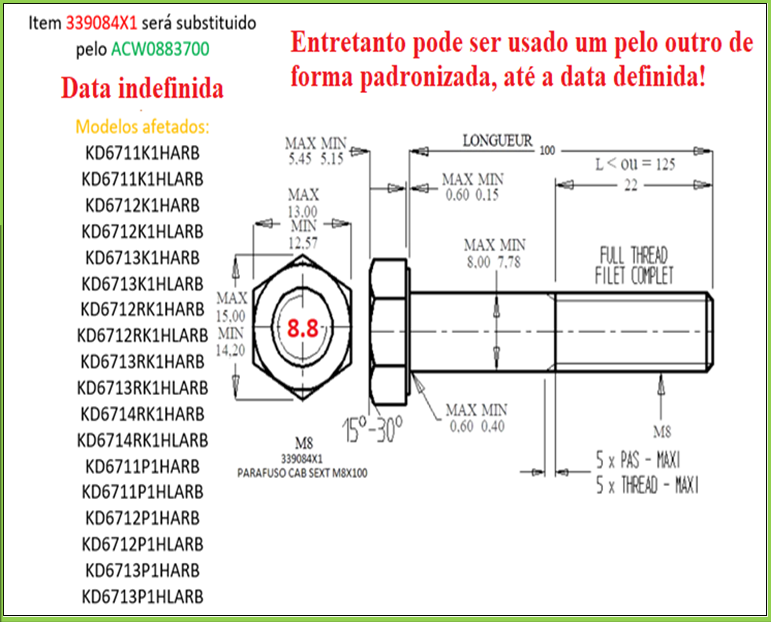 Item 339084X1 será substituido
pelo ACW0883700
Data indefinida
Entretanto pode ser usado um pelo outro de
forma padronizada, até a data definida!
Modelos afetados:
KD6711K1HARB
KD6711K1HLARB
KD6712K1HARB
KD6712K1HLARB
KD6713K1HARB
KD6713K1HLARB
KD6712RK1HARB
KD6712RK1HLARB
KD6713RK1HARB
KD6713RK1HLARB
KD6714RK1HARB
KD6714RK1HLARB
KD6711P1HARB
KD6711P1HLARB
KD6712P1HARB
KD6712P1HLARB
KD6713P1HARB
KD6713P1HLARB
MAX MIN
5.45 5.15
LONGUEUR
100
L < ou = 125
22
MAX MIN
0.60 0.15
MAX
13.00
MIN
12.57
MAX MIN
8.00 7.78
FULL THREAD
FILET COMPLET
MAX
15.00
MIN
14.20
8.8
15°-30°
MAX MIN
0.60 0.40
M8
M8
339084X1
PARAFUSO CAB SEXT M8X100
5 x PAS - MAXI
5 x THREAD - MAXI